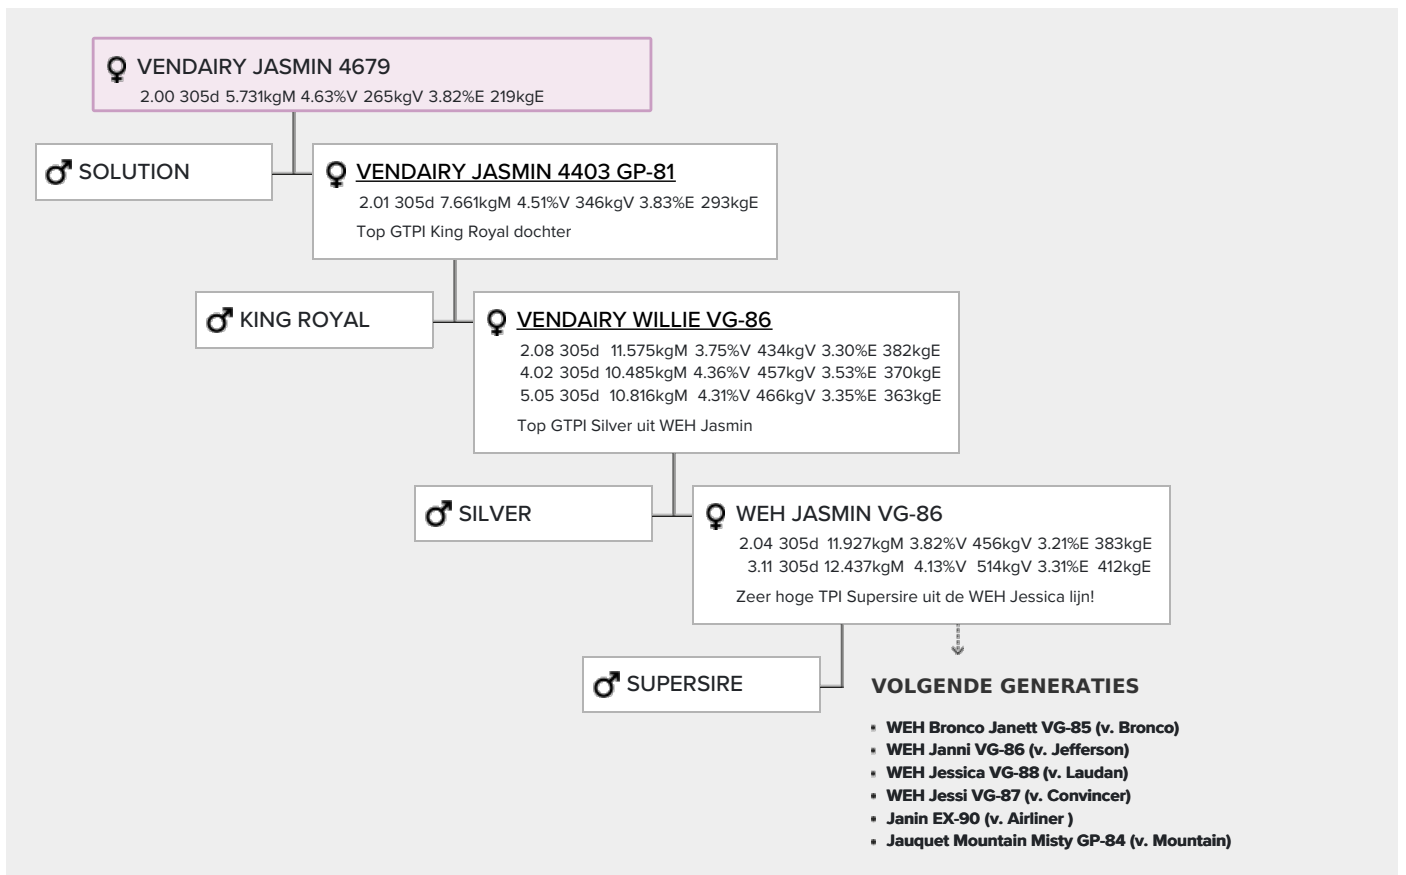 VENDAIRY JASMIN 4679
2.00 305d 5.731kgM 4.63%V 265kgV 3.82%E 219kgE
SOLUTION
VENDAIRY JASMIN 4403 GP-81
2.01 305d 7.661kgM 4.51%V 346kgV 3.83%E 293kgE
Top GTPI King Royal dochter
KING ROYAL
VENDAIRY WILLIE VG-86
2.08 305d 11.575kgM 3.75%V 434kgV 3.30%E 382kgE
4.02 305d 10.485kgM 4.36%V 457kgV 3.53%E 370kgE
5.05 305d 10.816kgM 4.31%V 466kgV 3.35%E 363kgE
Top GTPI Silver uit WEH Jasmin
SILVER
WEH JASMIN VG-86
2.04 305d 11.927kgM 3.82%V 456kgV 3.21%E 383kgE
3.11 305d 12.437kgM 4.13%V 514kgV 3.31%E 412kgE
Zeer hoge TPI Supersire uit de WEH Jessica lijn!
SUPERSIRE
VOLGENDE GENERATIES
▪ WEH Bronco Janett VG-85 (v. Bronco)
▪ WEH Janni VG-86 (v. Jefferson)
▪ WEH Jessica VG-88 (v. Laudan)
▪ WEH Jessi VG-87 (v. Convincer)
▪ Janin EX-90 (v. Airliner )
▪ Jauquet Mountain Misty GP-84 (v. Mountain)